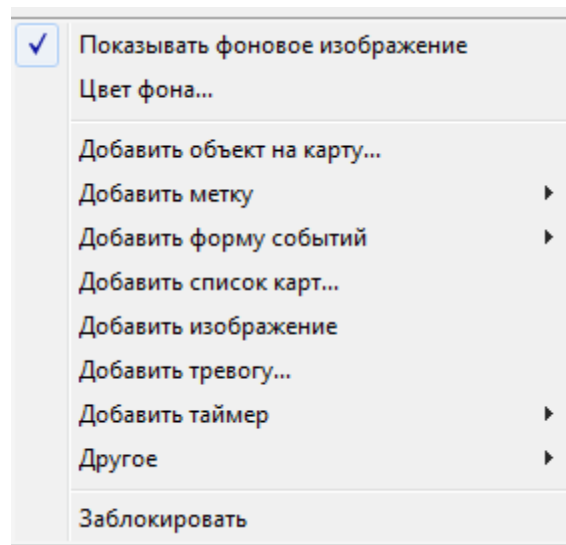 Показывать фоновое изображение
Цвет фона...
Добавить объект на карту...
Добавить метку
Добавить форму событий
Добавить список карт...
Добавить изображение
Добавить тревогу...
Добавить таймер
Другое
Заблокировать